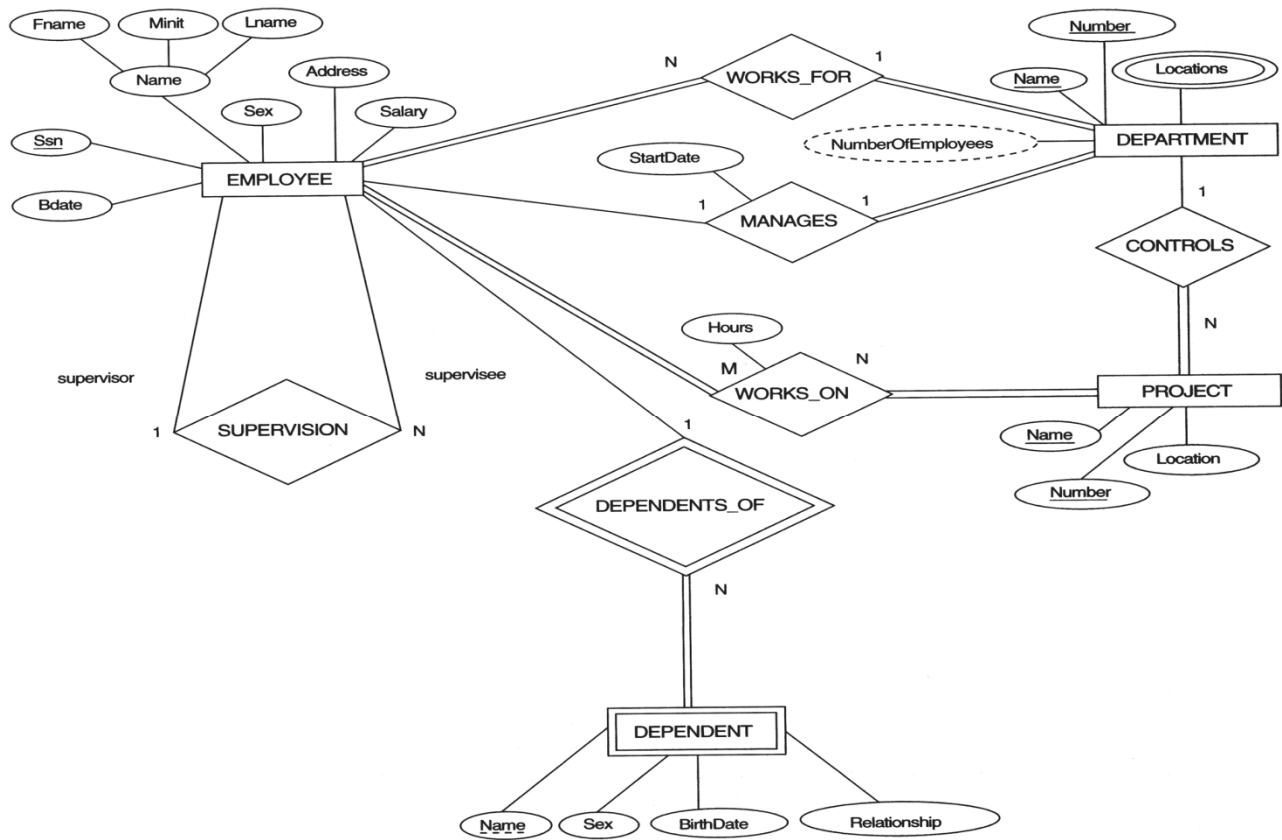 Fname
Minit
Lname
Name
Address
Sex
Salary
Ssn
Bdate
EMPLOYEE
N
WORKS_FOR
1
Number
Name
Locations
NumberOfEmployees
DEPARTMENT
StartDate
1
MANAGES
1
1
CONTROLS
N
supervisor
supervisee
1
SUPERVISION
N
Hours
M
WORKS_ON
N
PROJECT
Name
Number
Location
1
DEPENDENTS_OF
N
DEPENDENT
Name
Sex
BirthDate
Relationship